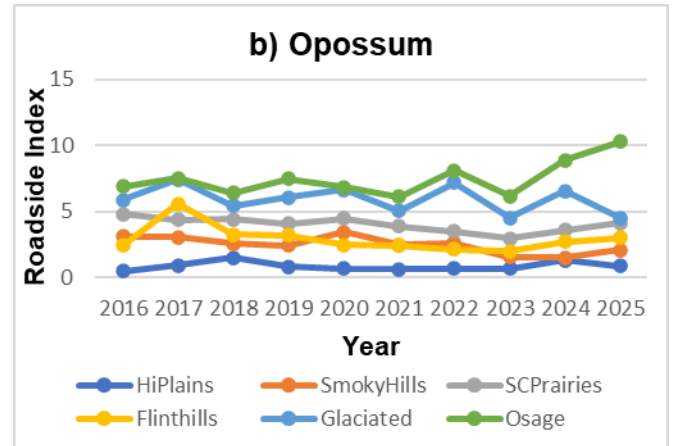 b) Opossum
15
10
5
0
Roadside Index
2016 2017 2018 2019 2020 2021 2022 2023 2024 2025
Year
HiPlains SmokyHills SCPrairies
Flinthills Glaciated Osage